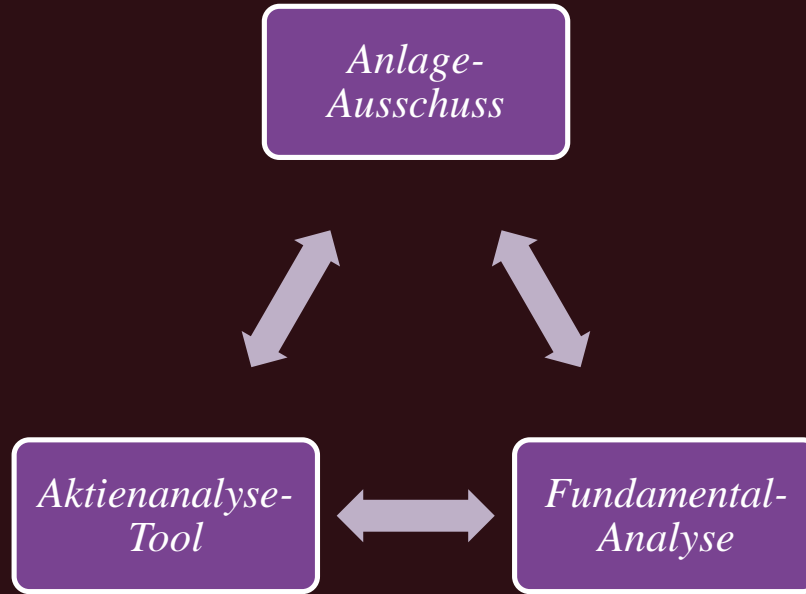 Anlage-
Ausschuss
Aktienanalyse-
Tool
Fundamental-
Analyse